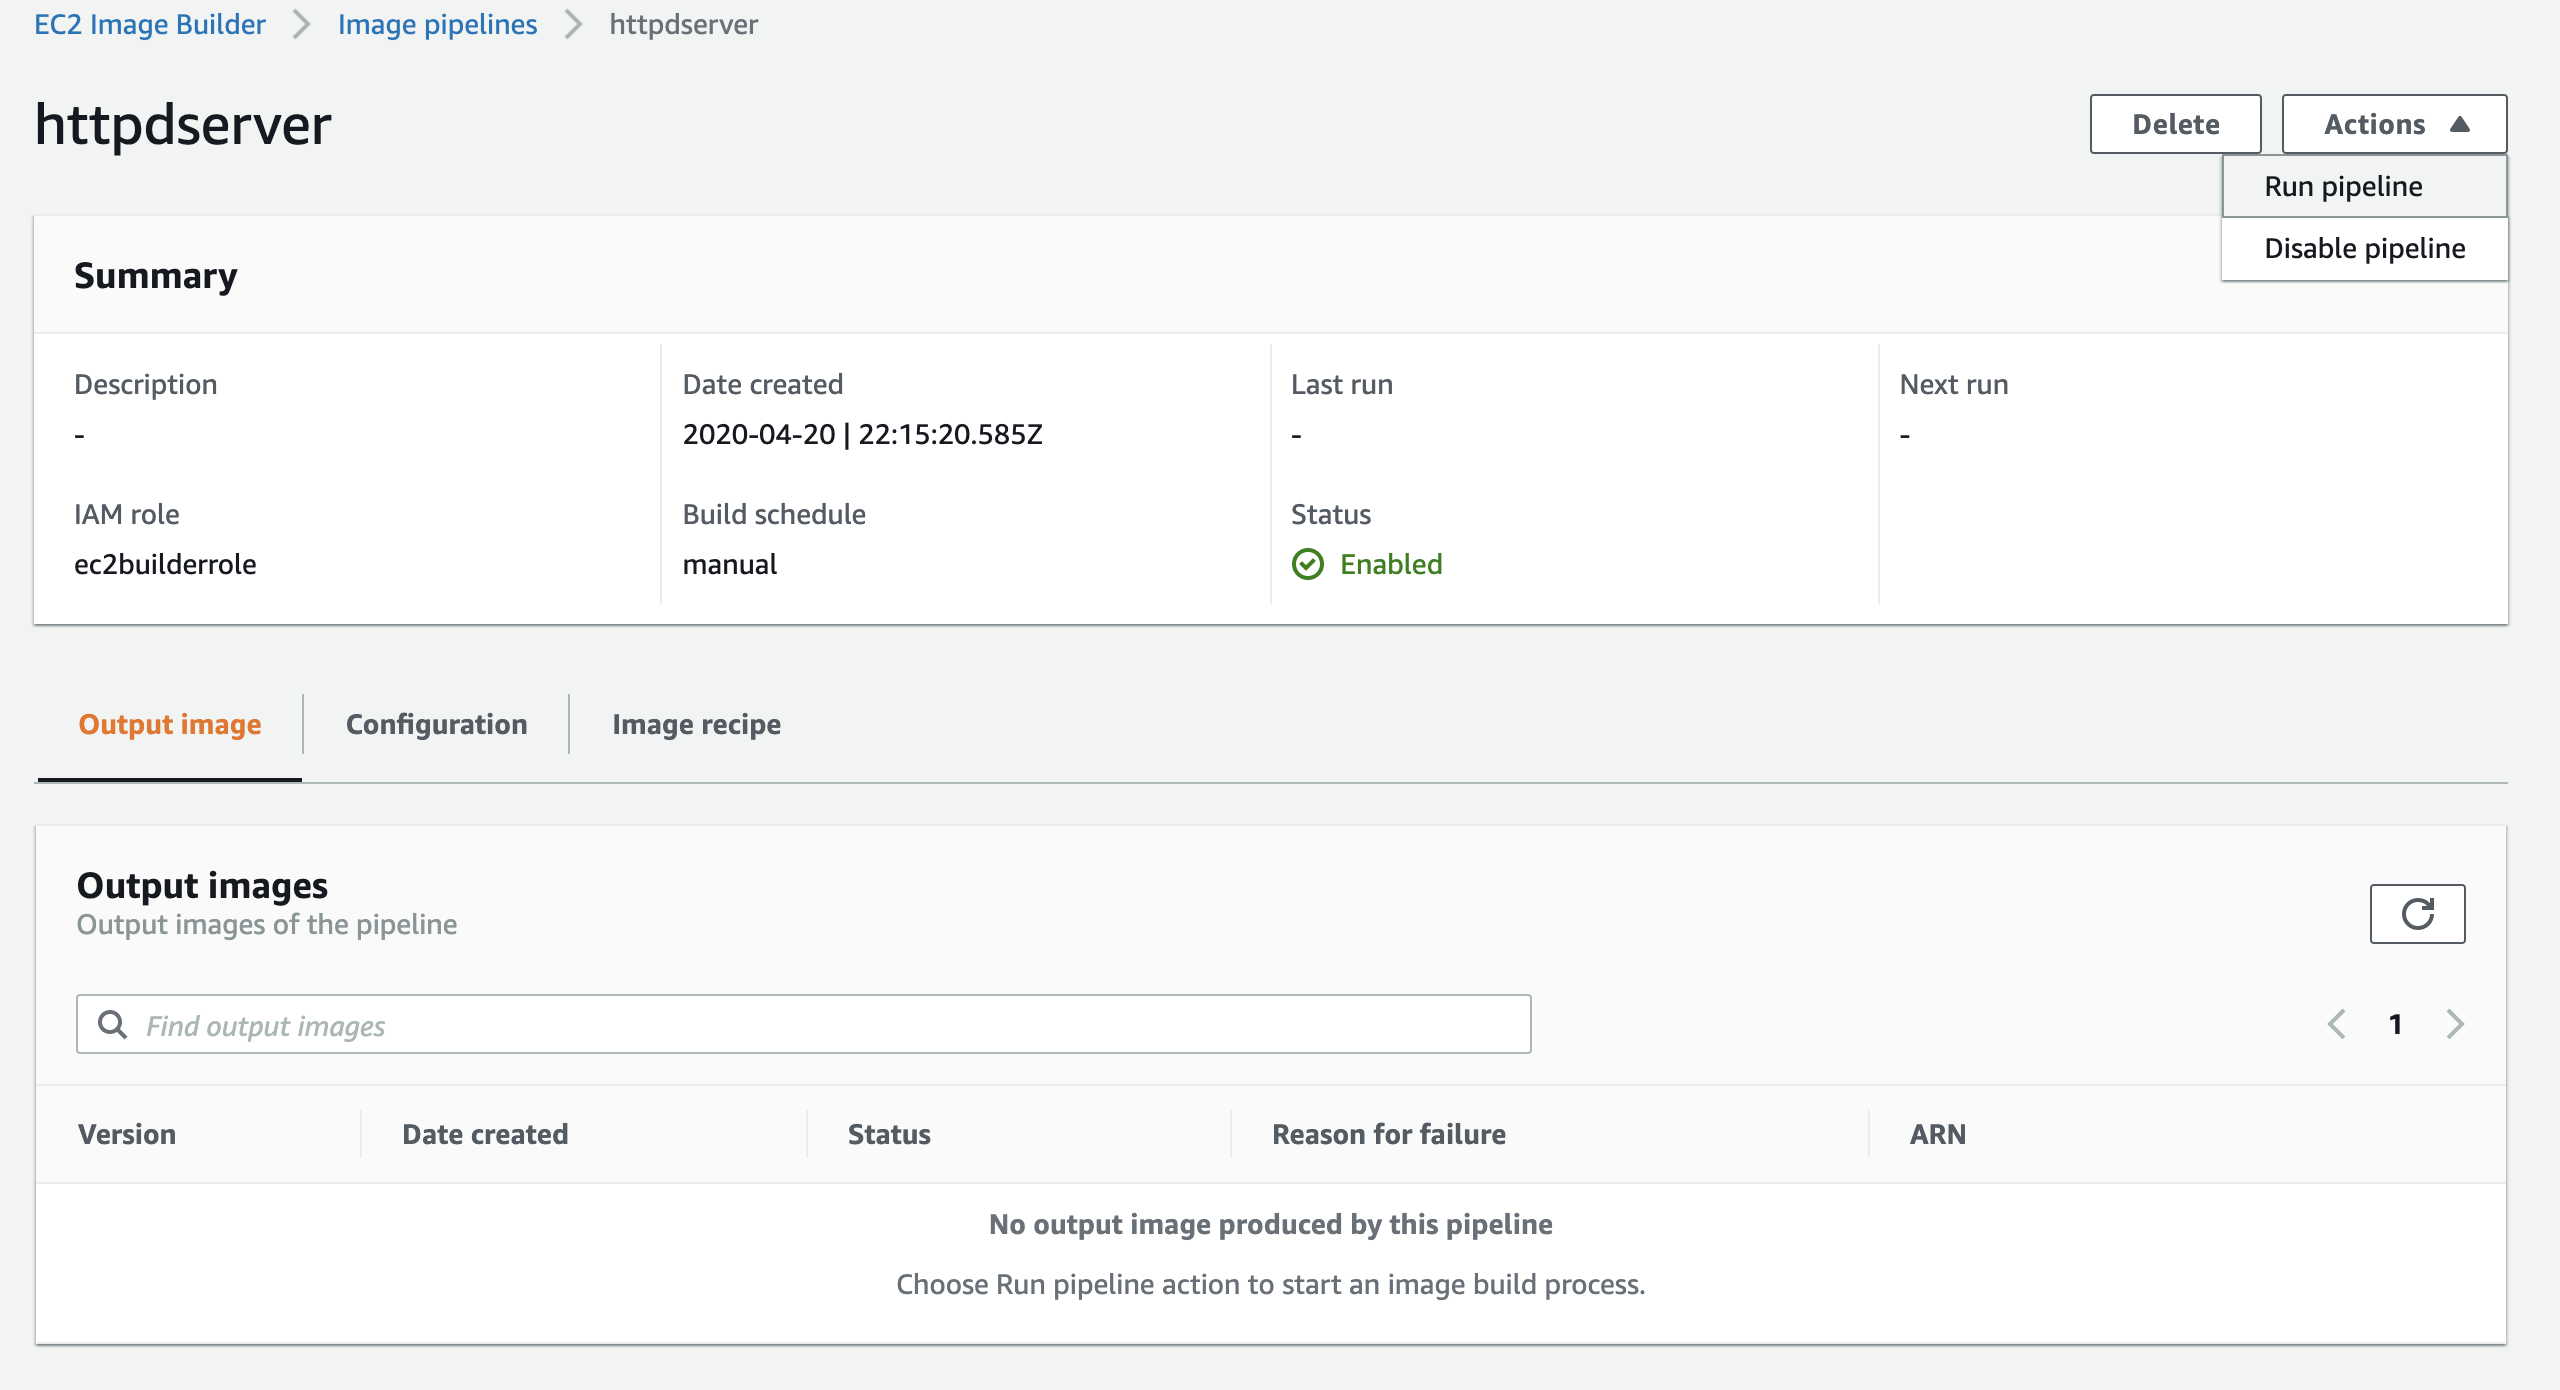 EC2 Image Builder > Image pipelines > httpdserver
httpdserver
Delete
Actions
Run pipeline
Disable pipeline
Summary
Description
-
Date created
2020-04-20 | 22:15:20.585Z
Last run
-
Next run
-
IAM role
ec2builderrole
Build schedule
manual
Status
Enabled
Output image
Configuration
Image recipe
Output images
Output images of the pipeline
Find output images
1
Version
Date created
Status
Reason for failure
ARN
No output image produced by this pipeline
Choose Run pipeline action to start an image build process.